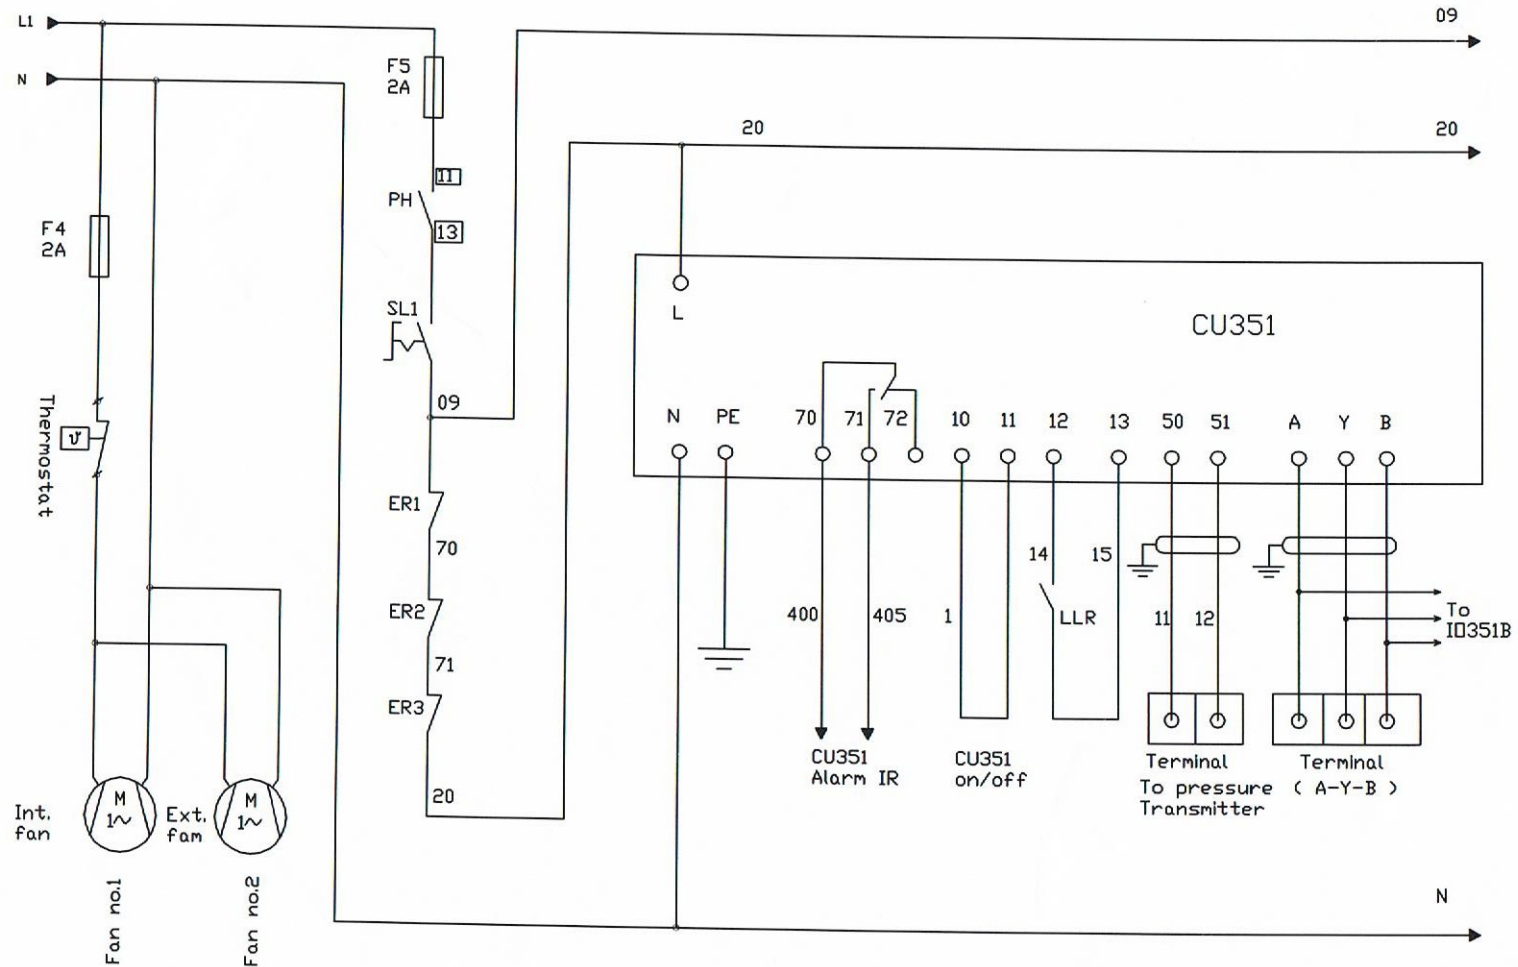 L1
09
F5
2A
N
20
20
11
PH
13
F4
2A
SL1
L
CU351
09
N PE 70 71 72 10 11 12 13 50 51 A Y B
Thermostat
ϑ
ER1
70
14 15
ER2
400 405 1 LLR 11 12
To
IO351B
71
ER3
CU351
Alarm IR
CU351
on/off
Terminal
To pressure
Transmitter
Terminal
( A-Y-B )
20
M
1~
M
1~
Int.
fan
Ext.
fam
Fan no.1
Fan no.2
N